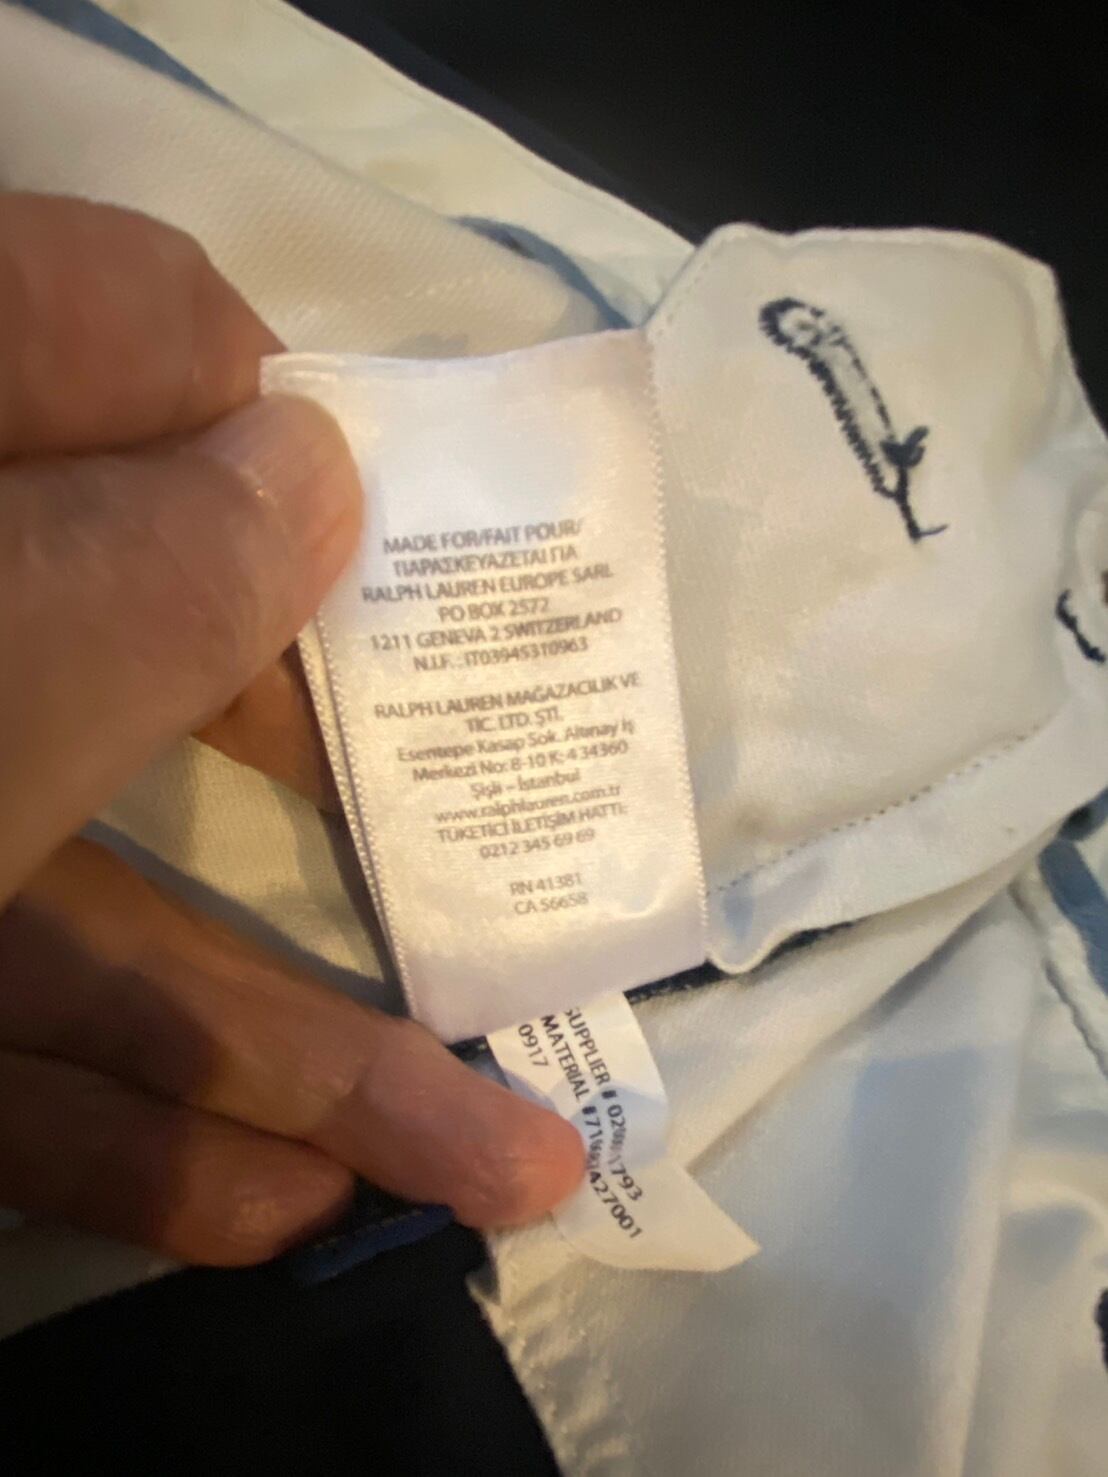 MADE FOR/FAIT POUR/
ΠΑΡΑΣΚΕΥΑΖΕΤΑΙ ΓΙΑ
RALPH LAUREN EUROPE SARL
PO BOX 2572
1211 GENEVA 2 SWITZERLAND
N.I.F. : IT03945310963
RALPH LAUREN MAĞAZACILIK VE
TİC. LTD. ŞTİ.
Esentepe Kasap Sok. Altınay İş
Merkezi No: 8-10 K: 4 34360
Şişli – İstanbul
www.ralphlauren.com.tr
TÜKETİCİ İLETİŞİM HATTI:
0212 345 69 69
RN 41381
CA 56658
SUPPLIER #
MATERIAL
0917